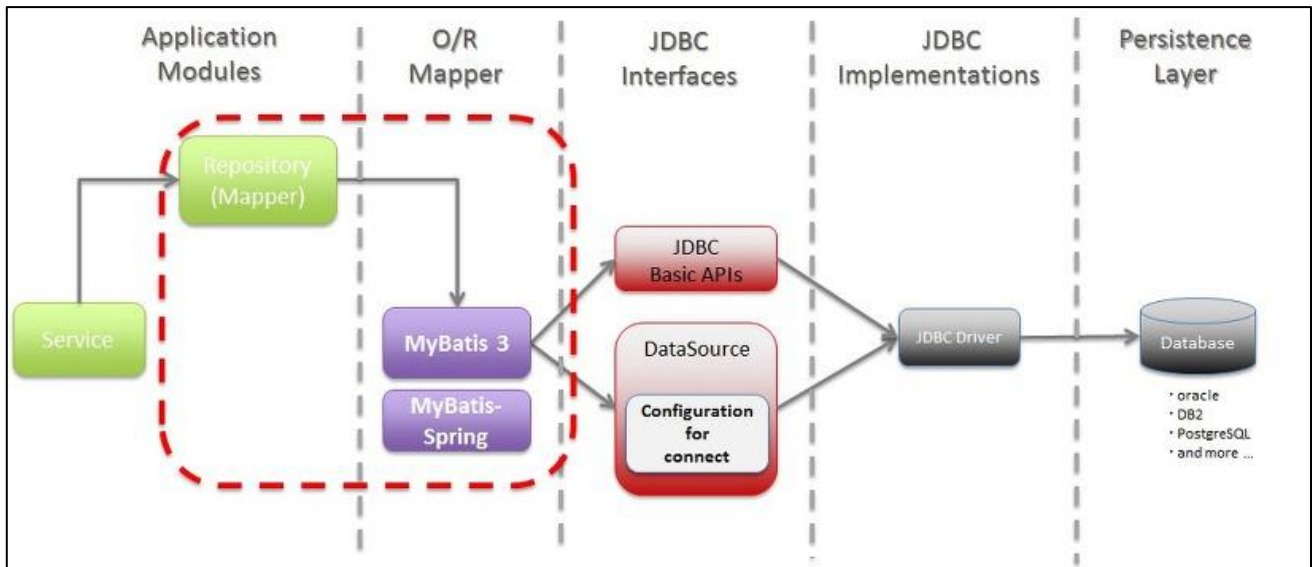 Application
Modules
O/R
Mapper
JDBC
Interfaces
JDBC
Implementations
Persistence
Layer
Repository
(Mapper)
Service
MyBatis 3
MyBatis-
Spring
JDBC
Basic APIs
DataSource
Configuration
for
connect
JDBC Driver
Database
・oracle
・DB2
・PostgreSQL
・and more ...